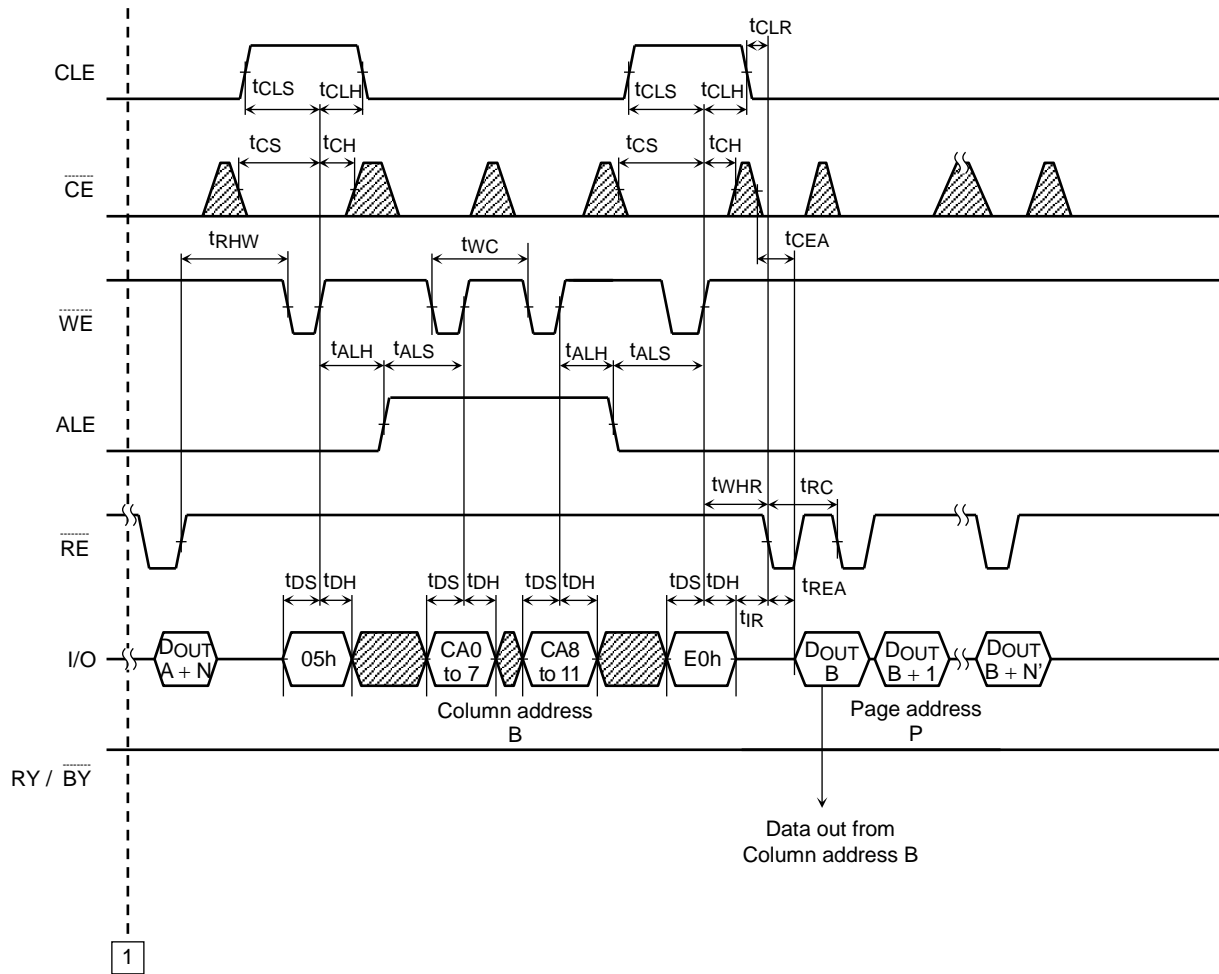 tCLR
CLE
tCLS tCLH tCLS tCLH
tCS tCH tCS tCH
CE
tCEA
tRHW tWC
WE
tALH tALS tALH tALS
ALE
tWHR tRC
RE
tDS tDH tDS tDH tDS tDH tDS tDH tREA
tIR
I/O
DOUT
A + N
05h
CA0
to 7
CA8
to 11
E0h
DOUT
B
DOUT
B + 1
DOUT
B + N’
Column address
B
Page address
P
RY / BY
Data out from
Column address B
1